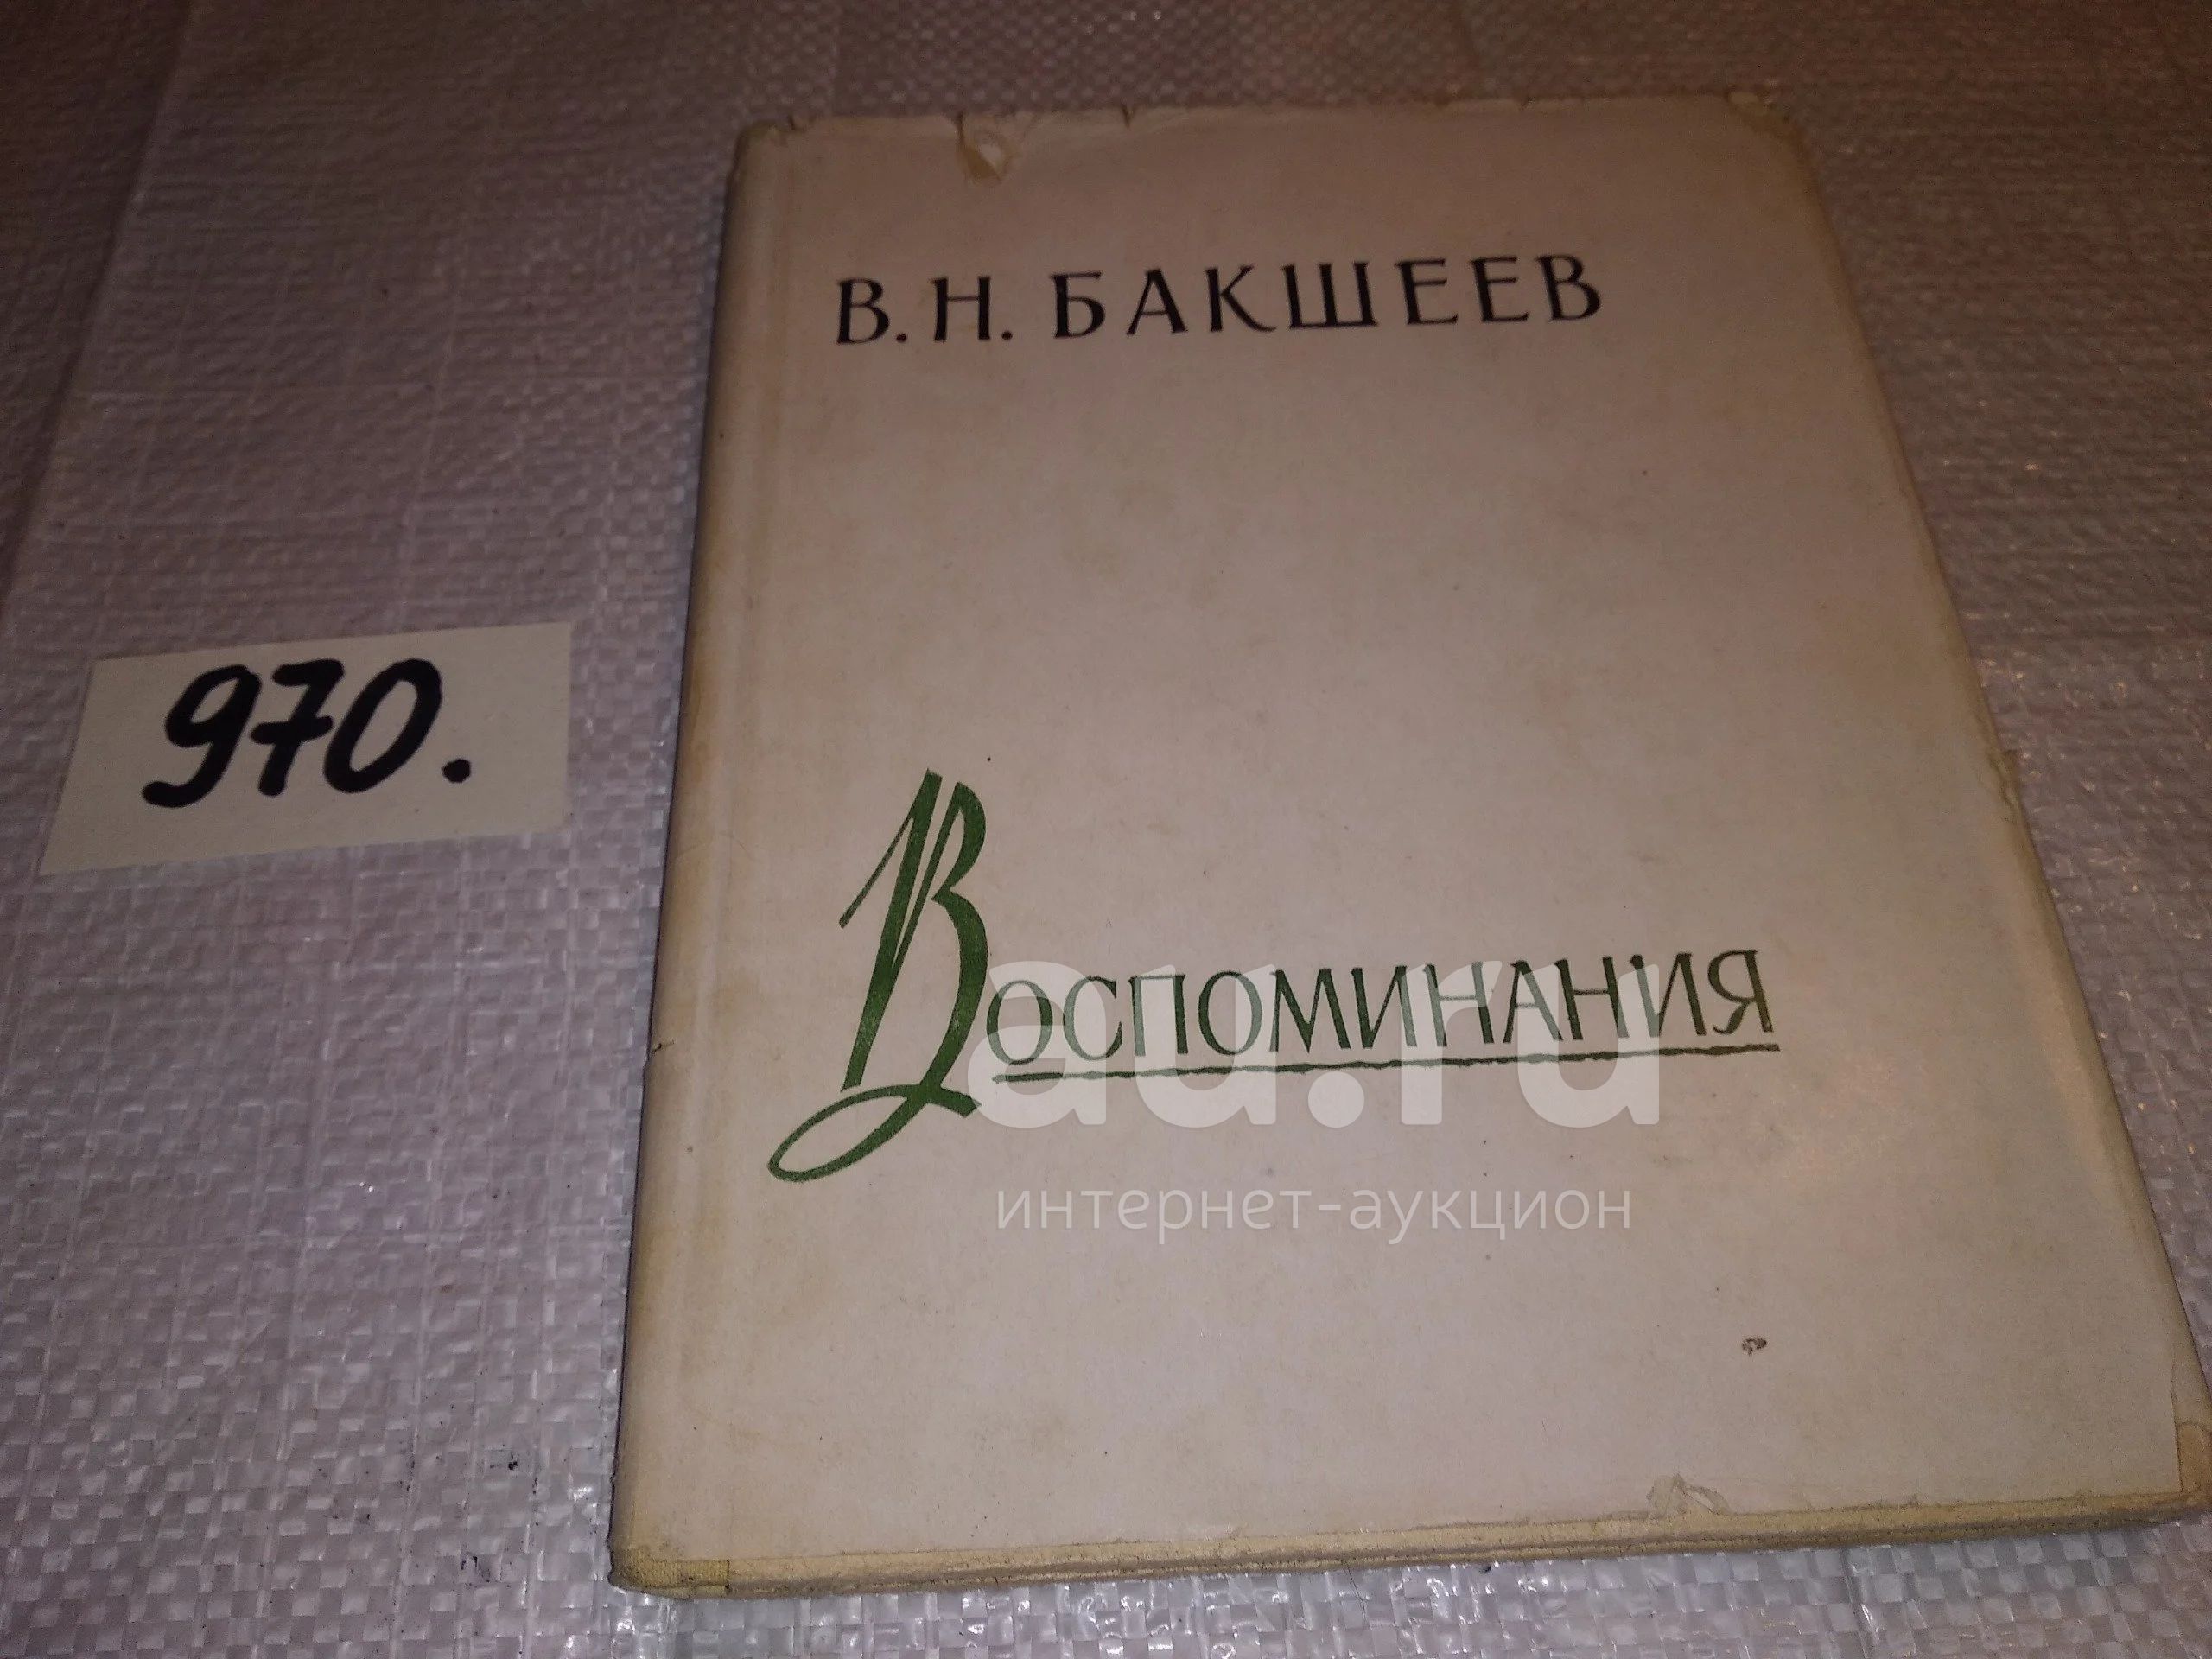 В. Н. БАКШЕЕВ
970.
Воспоминания
au.ru
интернет-аукцион